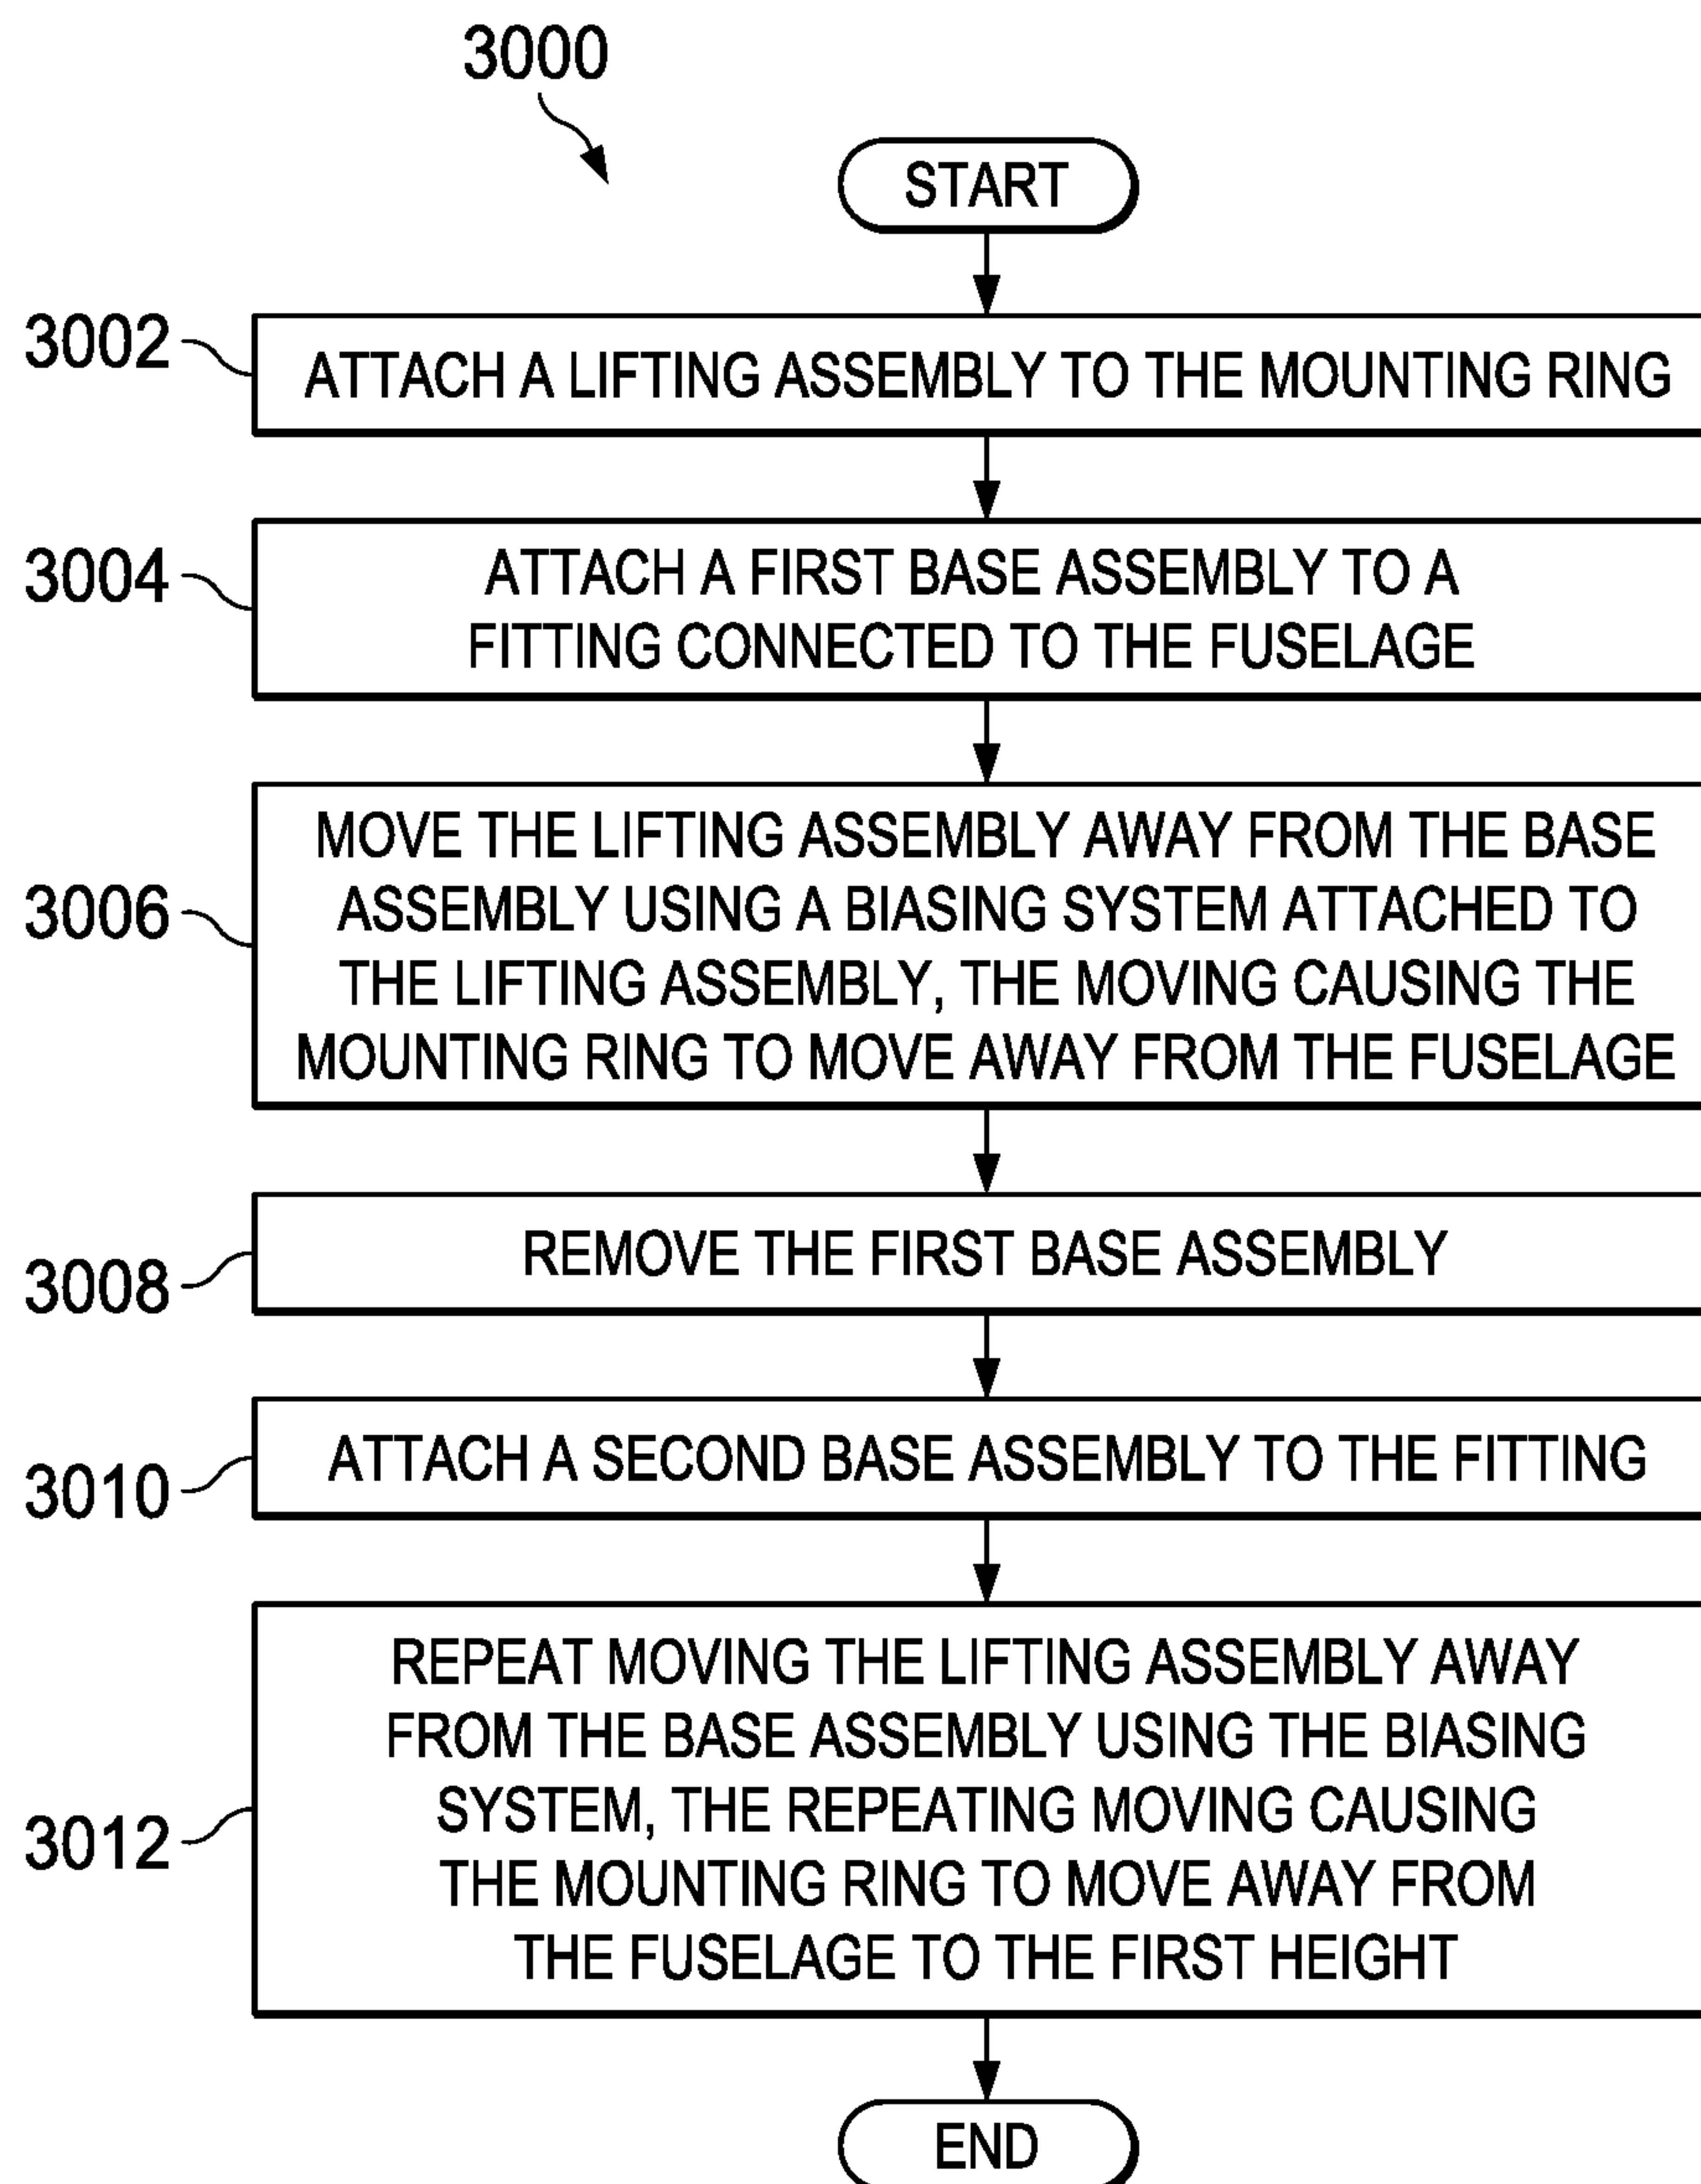 3000
START
3002
ATTACH A LIFTING ASSEMBLY TO THE MOUNTING RING
3004
ATTACH A FIRST BASE ASSEMBLY TO A
FITTING CONNECTED TO THE FUSELAGE
3006
MOVE THE LIFTING ASSEMBLY AWAY FROM THE BASE
ASSEMBLY USING A BIASING SYSTEM ATTACHED TO
THE LIFTING ASSEMBLY, THE MOVING CAUSING THE
MOUNTING RING TO MOVE AWAY FROM THE FUSELAGE
3008
REMOVE THE FIRST BASE ASSEMBLY
3010
ATTACH A SECOND BASE ASSEMBLY TO THE FITTING
3012
REPEAT MOVING THE LIFTING ASSEMBLY AWAY
FROM THE BASE ASSEMBLY USING THE BIASING
SYSTEM, THE REPEATING MOVING CAUSING
THE MOUNTING RING TO MOVE AWAY FROM
THE FUSELAGE TO THE FIRST HEIGHT
END